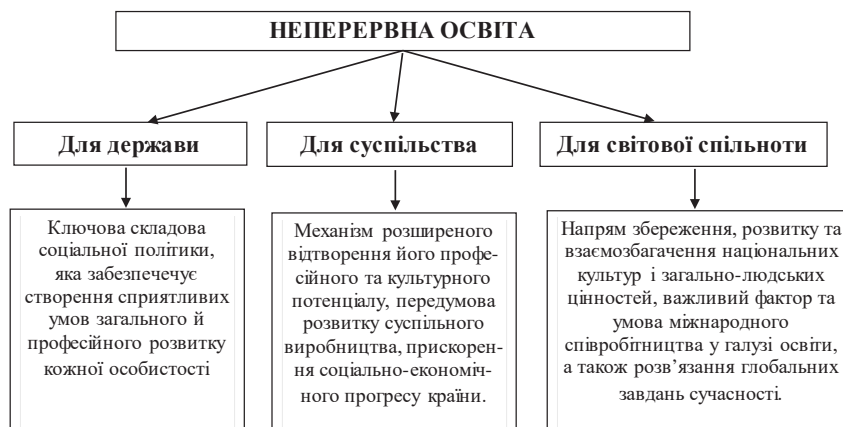 НЕПЕРЕРВНА ОСВІТА
Для держави
Для суспільства
Для світової спільноти
Ключова складова
соціальної політики,
яка забезпечечує
створення сприятливих
умов загального й
професійного розвитку
кожної особистості
Механізм розширеного
відтворення його профе-
сійного та культурного
потенціалу, передумова
розвитку суспільного
виробництва, прискорен-
ня соціально-економіч-
ного прогресу країни.
Напрям збереження, розвитку та
взаємозбагачення національних
культур і загально-людських
цінностей, важливий фактор та
умова міжнародного
співробітництва у галузі освіти,
а також розв’язання глобальних
завдань сучасності.